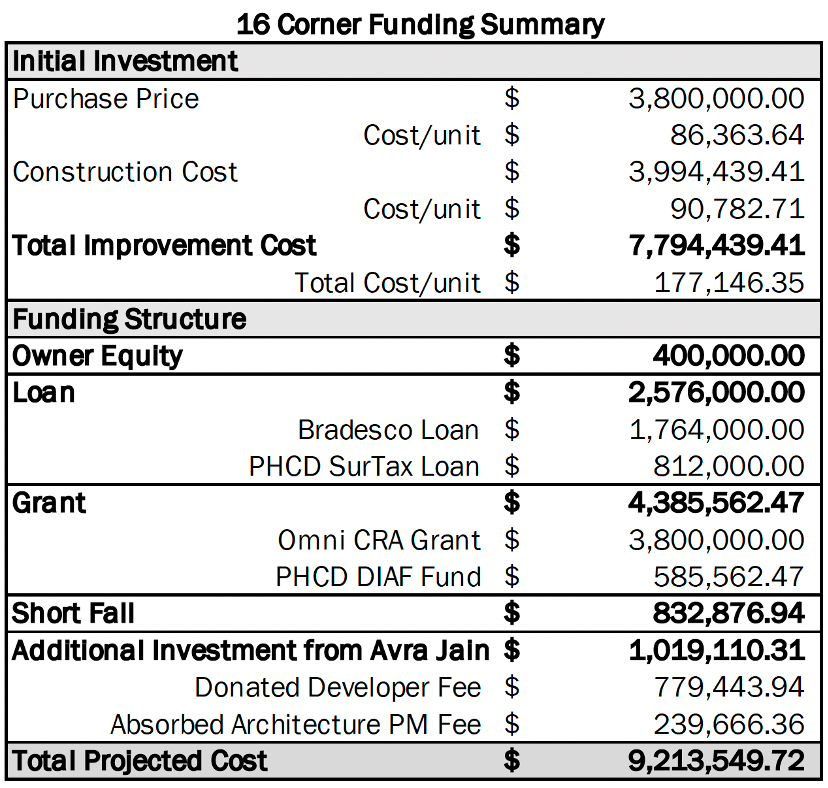 16 Corner Funding Summary
Initial Investment
Purchase Price $ 3,800,000.00
Cost/unit $ 86,363.64
Construction Cost $ 3,994,439.41
Cost/unit $ 90,782.71
Total Improvement Cost $ 7,794,439.41
Total Cost/unit $ 177,146.35
Funding Structure
Owner Equity $ 400,000.00
Loan $ 2,576,000.00
Bradesco Loan $ 1,764,000.00
PHCD SurTax Loan $ 812,000.00
Grant $ 4,385,562.47
Omni CRA Grant $ 3,800,000.00
PHCD DIAF Fund $ 585,562.47
Short Fall $ 832,876.94
Additional Investment from Avra Jain $ 1,019,110.31
Donated Developer Fee $ 779,443.94
Absorbed Architecture PM Fee $ 239,666.36
Total Projected Cost $ 9,213,549.72